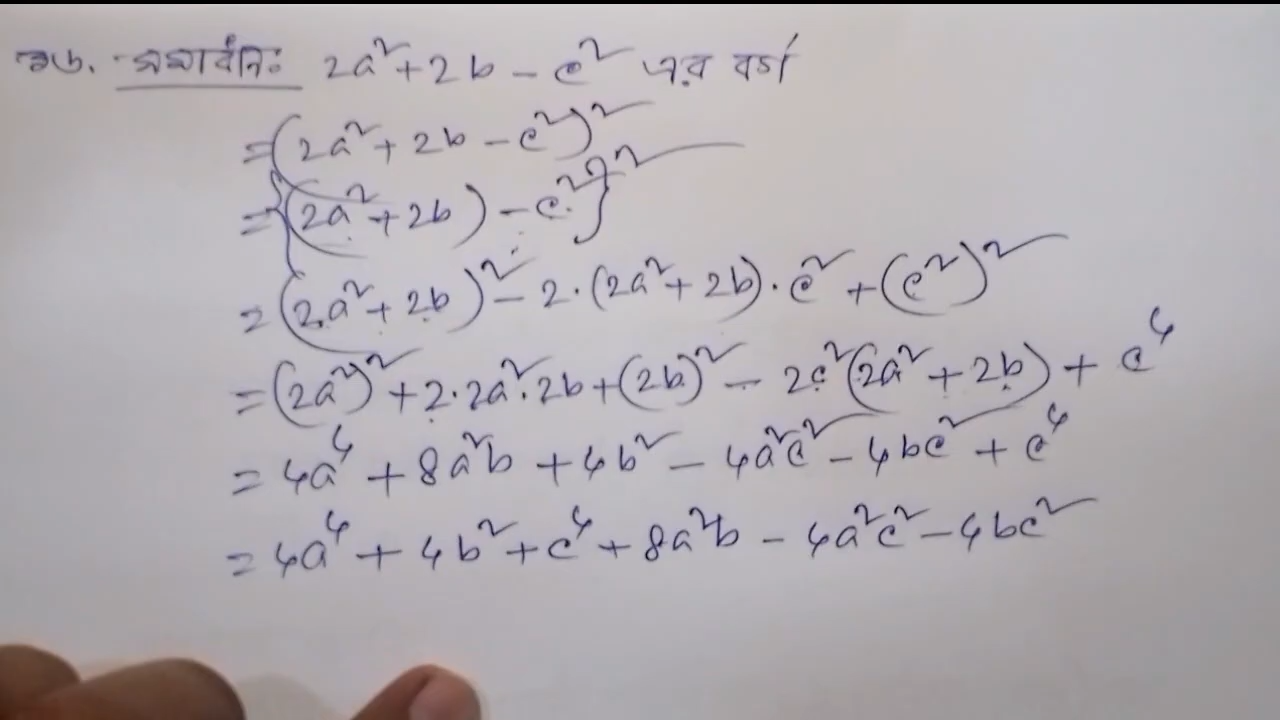 ১৬. সমাধানঃ 2a² + 2b - c² এর বর্গ
= (2a² + 2b - c²)²
= {(2a² + 2b) - c²}²
= (2a² + 2b)² - 2·(2a² + 2b)·c² + (c²)²
= (2a²)² + 2·2a²·2b + (2b)² - 2c²(2a² + 2b) + c⁴
= 4a⁴ + 8a²b + 4b² - 4a²c² - 4bc² + c⁴
= 4a⁴ + 4b² + c⁴ + 8a²b - 4a²c² - 4bc²